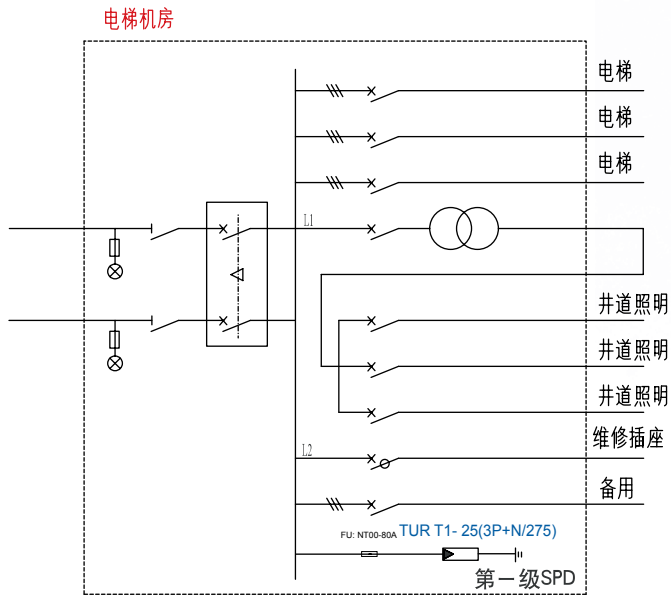 电梯机房
电梯
电梯
电梯
L1
井道照明
井道照明
井道照明
维修插座
L2
备用
FU: NT00-80A TUR T1- 25(3P+N/275)
第一级SPD